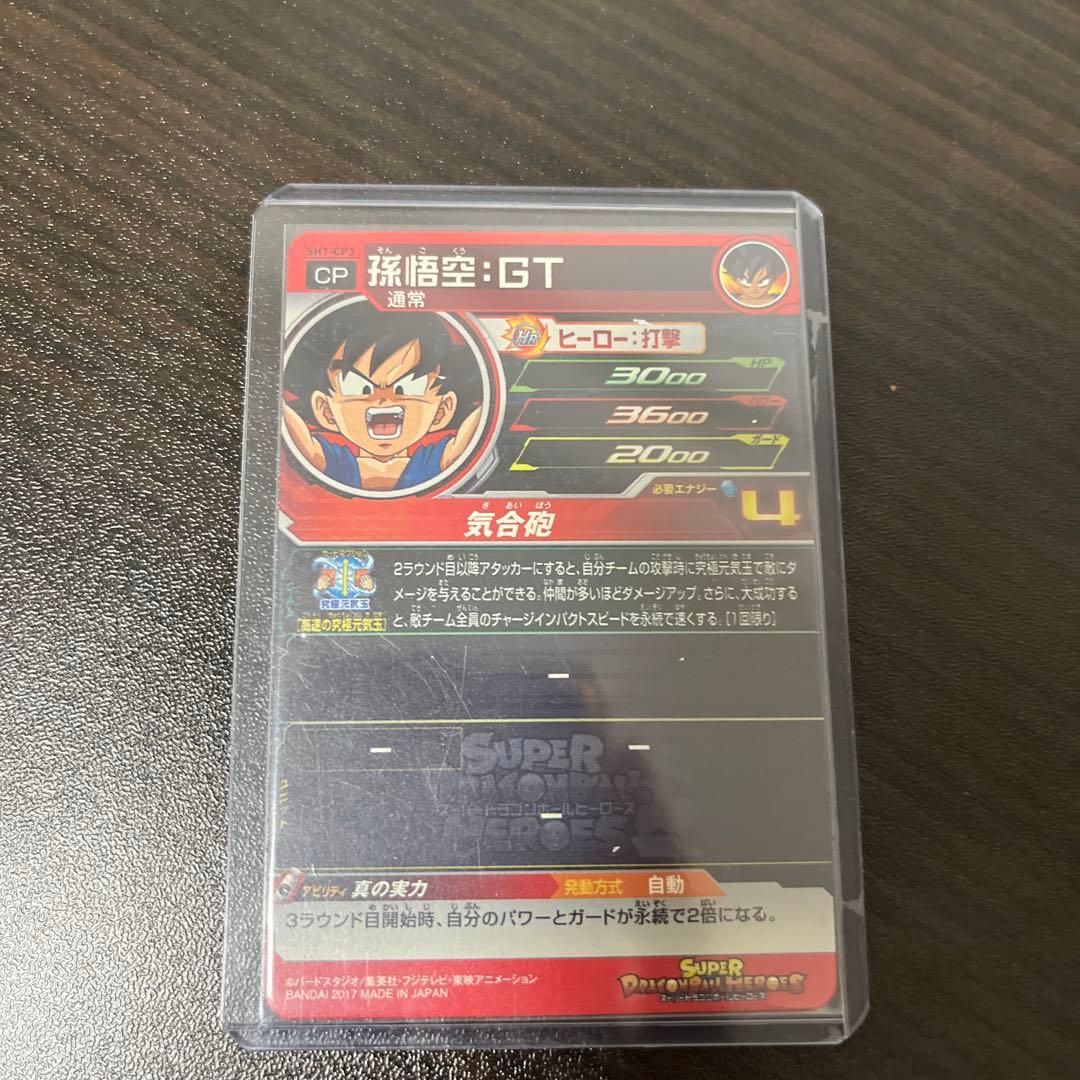 SH7-CP3
CP
孫悟空:GT
そん ご くう
通常
HR
ヒーロー:打撃
HP
3000
パワー
3600
ガード
2000
必要エナジー
4
き あい ほう
気合砲
究極元気玉
[高速の究極元気玉]
2ラウンド目以降アタッカーにすると、自分チームの攻撃時に究極元気玉で敵にダ
メージを与えることができる。仲間が多いほどダメージアップ。さらに、大成功する
と、敵チーム全員のチャージインパクトスピードを永続で速くする。[1回限り]
-
- -
SUPER
DRAGONBALL
スーパードラゴンボールヒーローズ
HEROES
-
アビリティ 真の実力
発動方式 自動
3ラウンド目開始時、自分のパワーとガードが永続で2倍になる。
©バードスタジオ/集英社・フジテレビ・東映アニメーション
BANDAI 2017 MADE IN JAPAN
SUPER
DRAGONBALL HEROES
スーパードラゴンボールヒーローズ